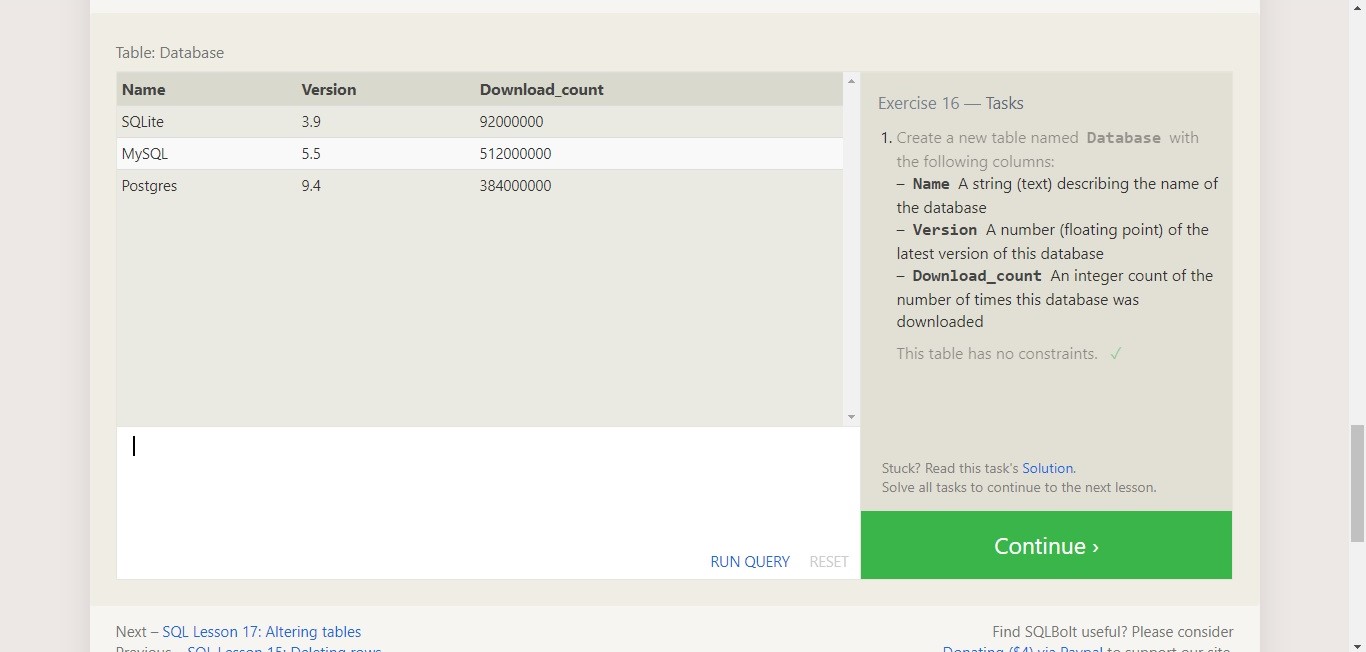 Table: Database
Name Version Download_count
SQLite 3.9 92000000
MySQL 5.5 512000000
Postgres 9.4 384000000
RUN QUERY RESET
Exercise 16 — Tasks
1. Create a new table named Database with
the following columns:
– Name A string (text) describing the name of
the database
– Version A number (floating point) of the
latest version of this database
– Download_count An integer count of the
number of times this database was
downloaded
This table has no constraints. ✓
Stuck? Read this task's Solution.
Solve all tasks to continue to the next lesson.
Continue ›
Next – SQL Lesson 17: Altering tables
Previous – SQL Lesson 15: Deleting rows
Find SQLBolt useful? Please consider
Donating ($4) via Paypal to support our site.